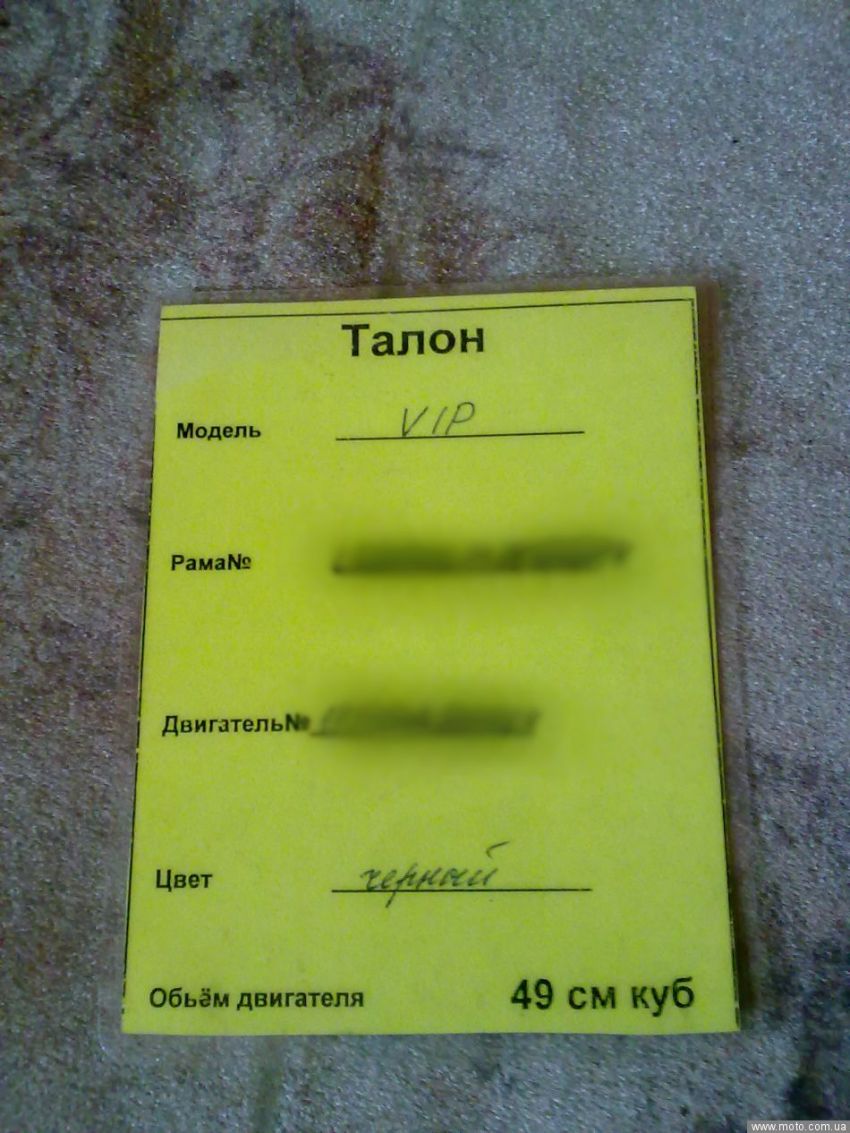 Талон
Модель VIP
Рама№
Двигатель№
Цвет черный
Обьём двигателя 49 см куб
www.moto.com.ua